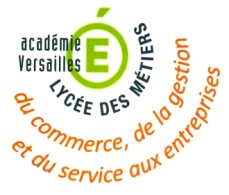 académie
Versailles
É
LYCÉE DES MÉTIERS
du commerce, de la gestion
et du service aux entreprises